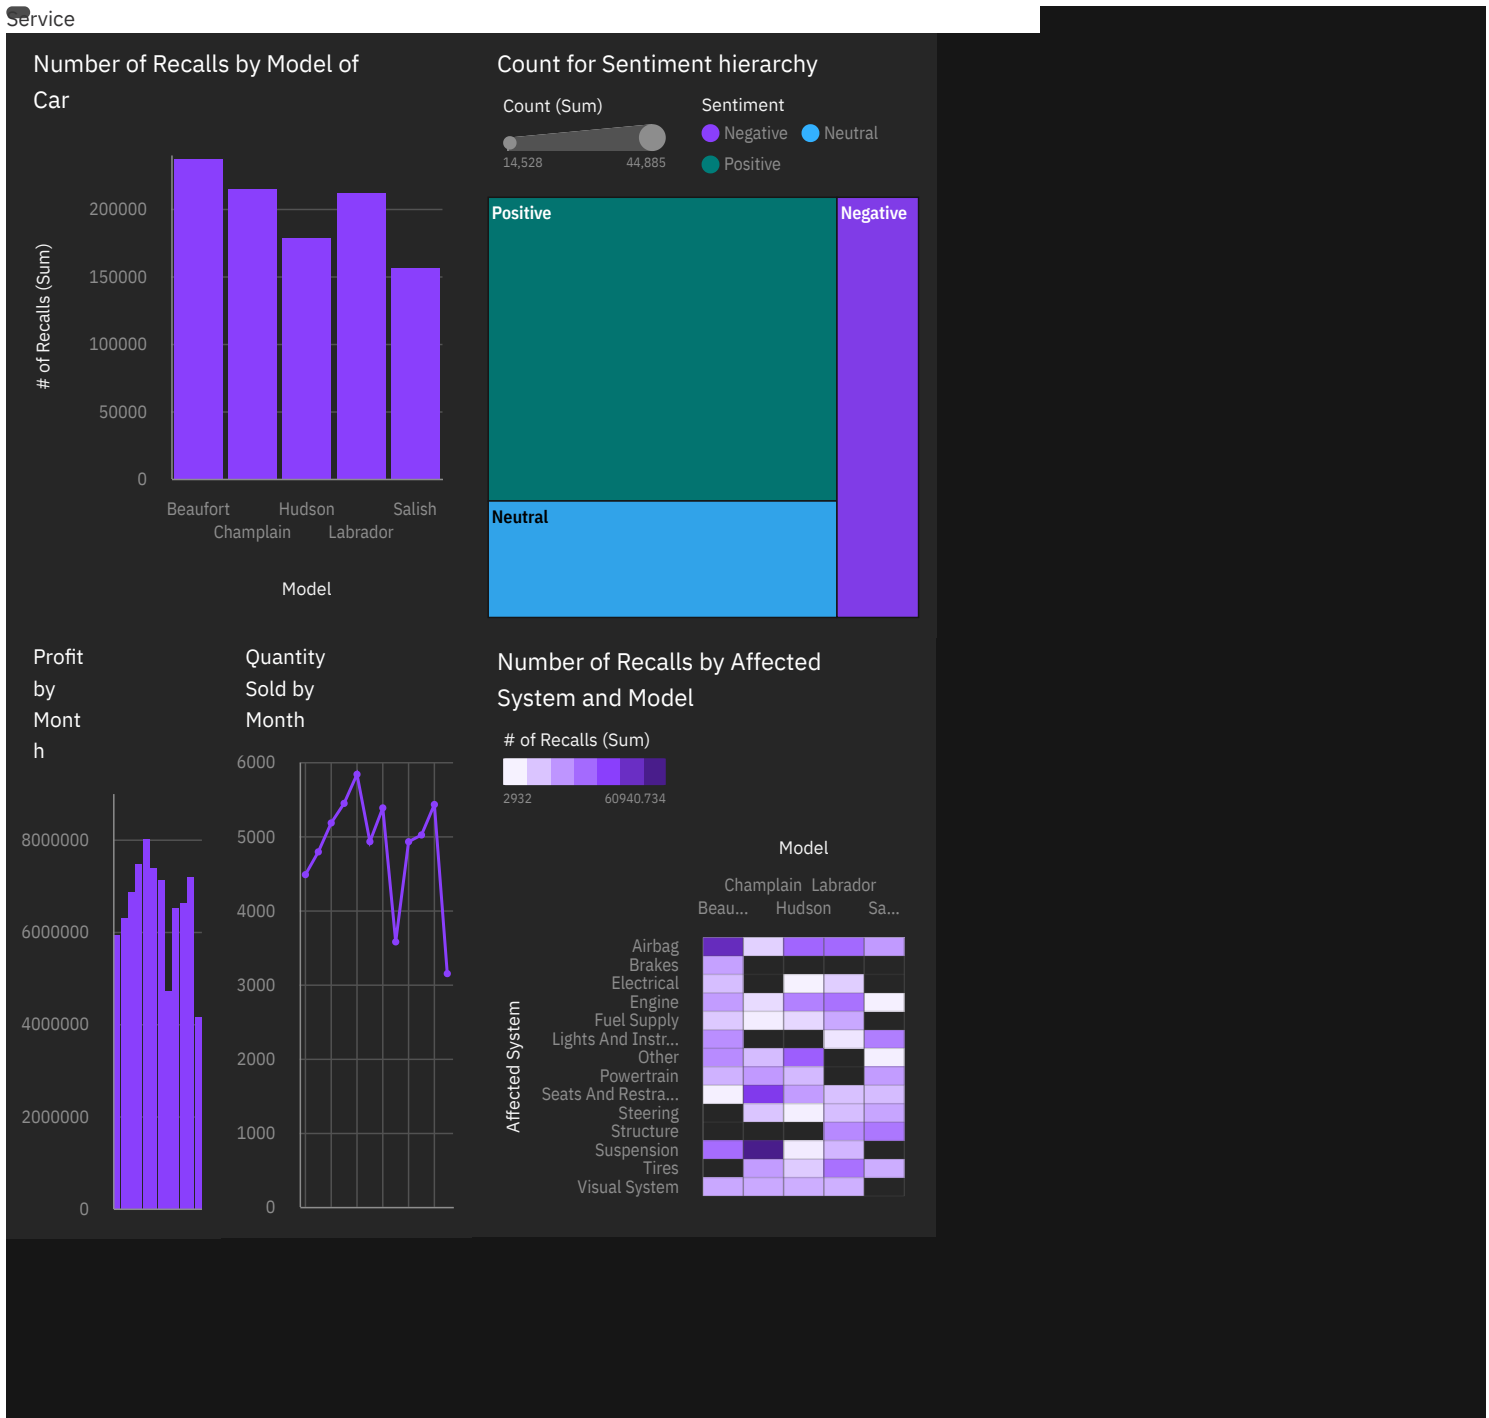 Service
Number of Recalls by Model of
Car
# of Recalls (Sum)
200000
150000
100000
50000
0
Beaufort
Hudson
Salish
Champlain
Labrador
Model
Count for Sentiment hierarchy
Count (Sum)
14,528
44,885
Sentiment
Negative
Neutral
Positive
Positive
Negative
Neutral
Profit
by
Mont
h
8000000
6000000
4000000
2000000
0
Quantity
Sold by
Month
6000
5000
4000
3000
2000
1000
0
Number of Recalls by Affected
System and Model
# of Recalls (Sum)
2932
60940.734
Model
Champlain
Labrador
Beau...
Hudson
Sa...
Affected System
Airbag
Brakes
Electrical
Engine
Fuel Supply
Lights And Instr...
Other
Powertrain
Seats And Restra...
Steering
Structure
Suspension
Tires
Visual System